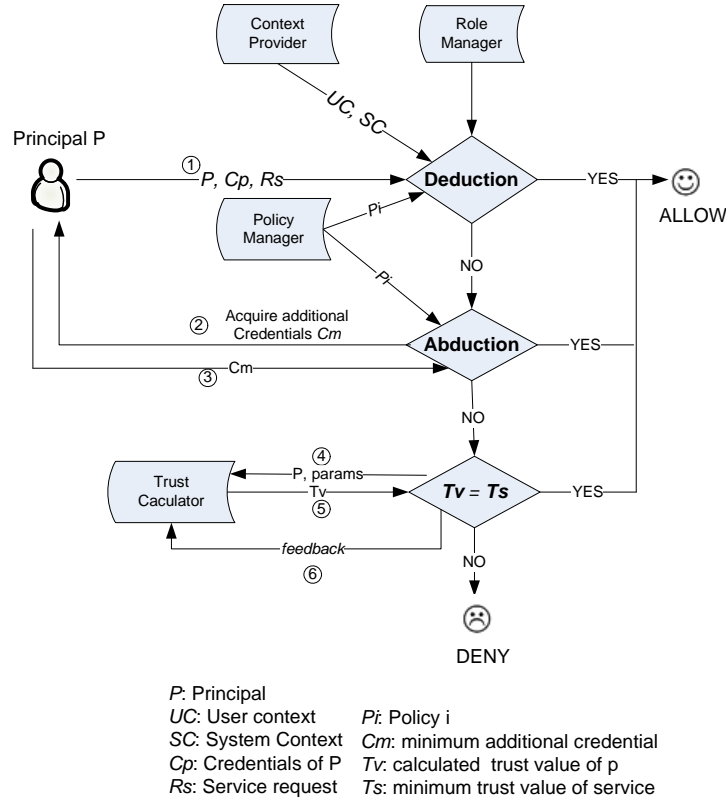 Context
Provider
Role
Manager
UC, SC
Principal P
①
P, Cp, Rs
Deduction
YES
ALLOW
Policy
Manager
Pi
Pi
NO
②
Acquire additional
Credentials Cm
Abduction
YES
③
Cm
NO
④
P, params
Trust
Caculator
Tv
⑤
Tv = Ts
YES
feedback
⑥
NO
DENY
P: Principal
UC: User context
Pi: Policy i
SC: System Context
Cm: minimum additional credential
Cp: Credentials of P
Tv: calculated trust value of p
Rs: Service request
Ts: minimum trust value of service